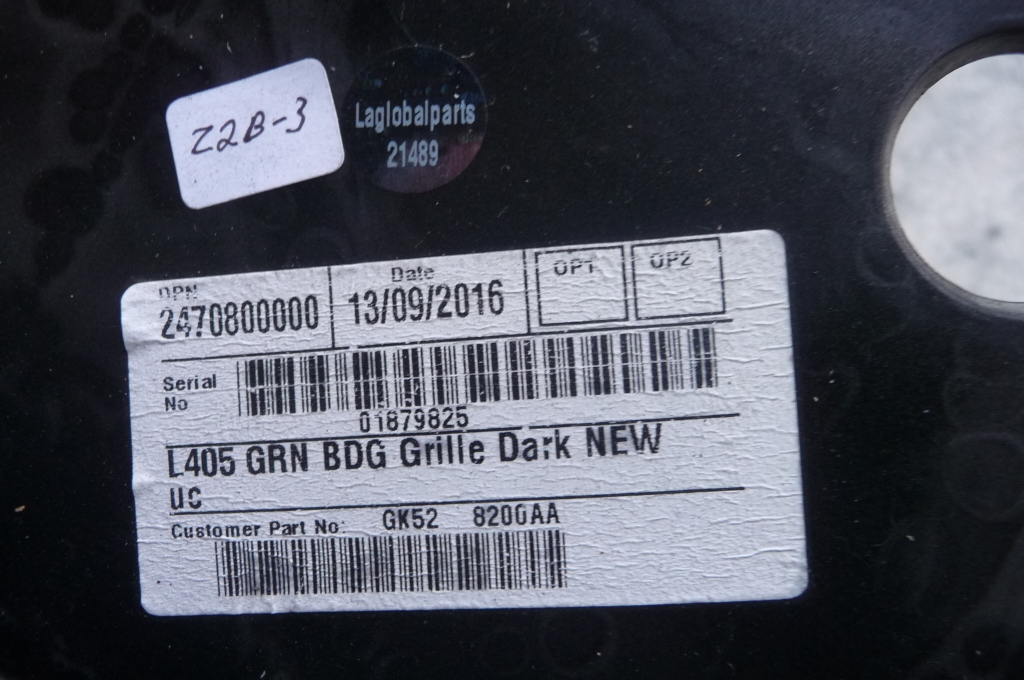 Z2B-3
Laglobalparts
21489
DPN
2470800000
Date
13/09/2016
OP1
OP2
Serial
No
01879825
L405 GRN BDG Grille Dark NEW
UC
Customer Part No: GK52 8200AA